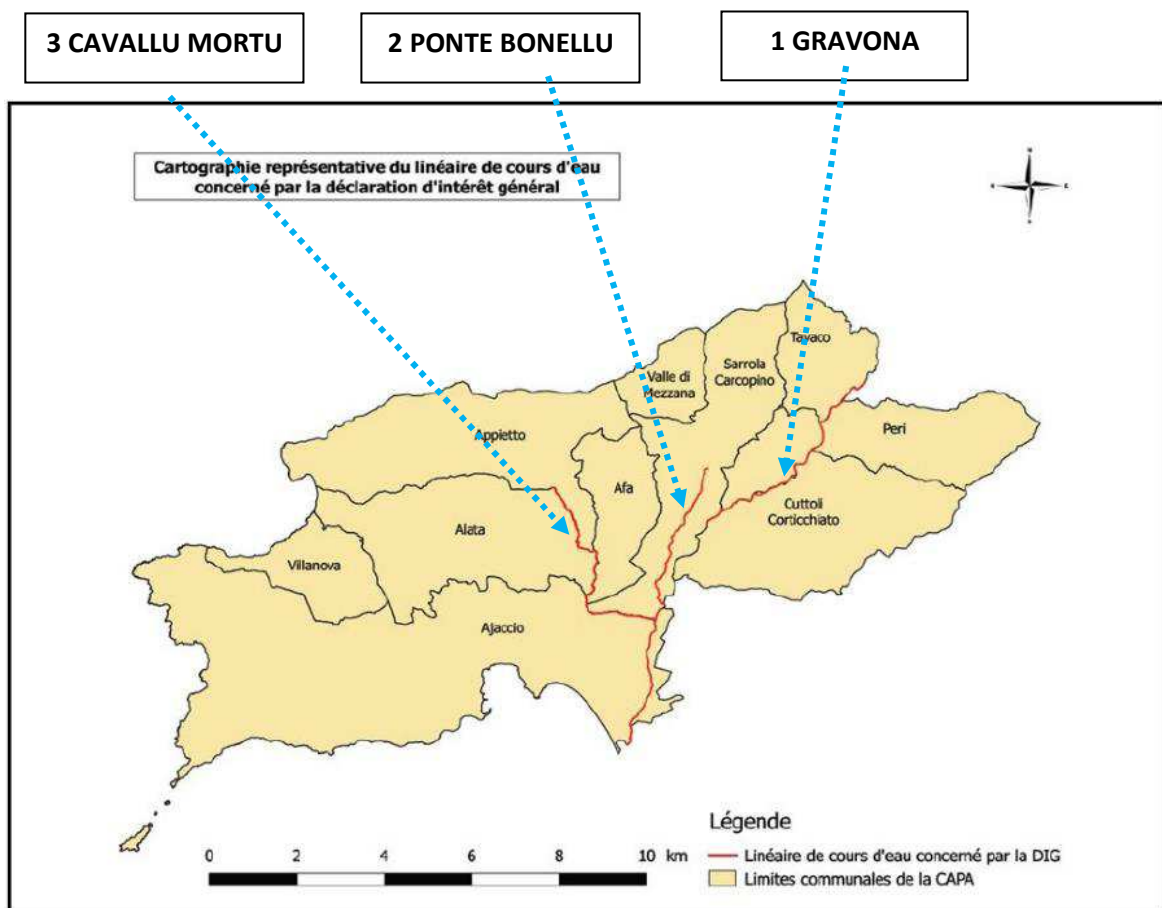 3 CAVALLU MORTU
2 PONTE BONELLU
1 GRAVONA
Cartographie représentative du linéaire de cours d'eau
concerné par la déclaration d'intérêt général
Tavaco
Sarrola
Carcopino
Valle di
Mezzana
Appietto
Peri
Afa
Cuttoli
Corticchiato
Alata
Villanova
Ajaccio
Légende
0 2 4 6 8 10 km
Linéaire de cours d'eau concerné par la DIG
Limites communales de la CAPA